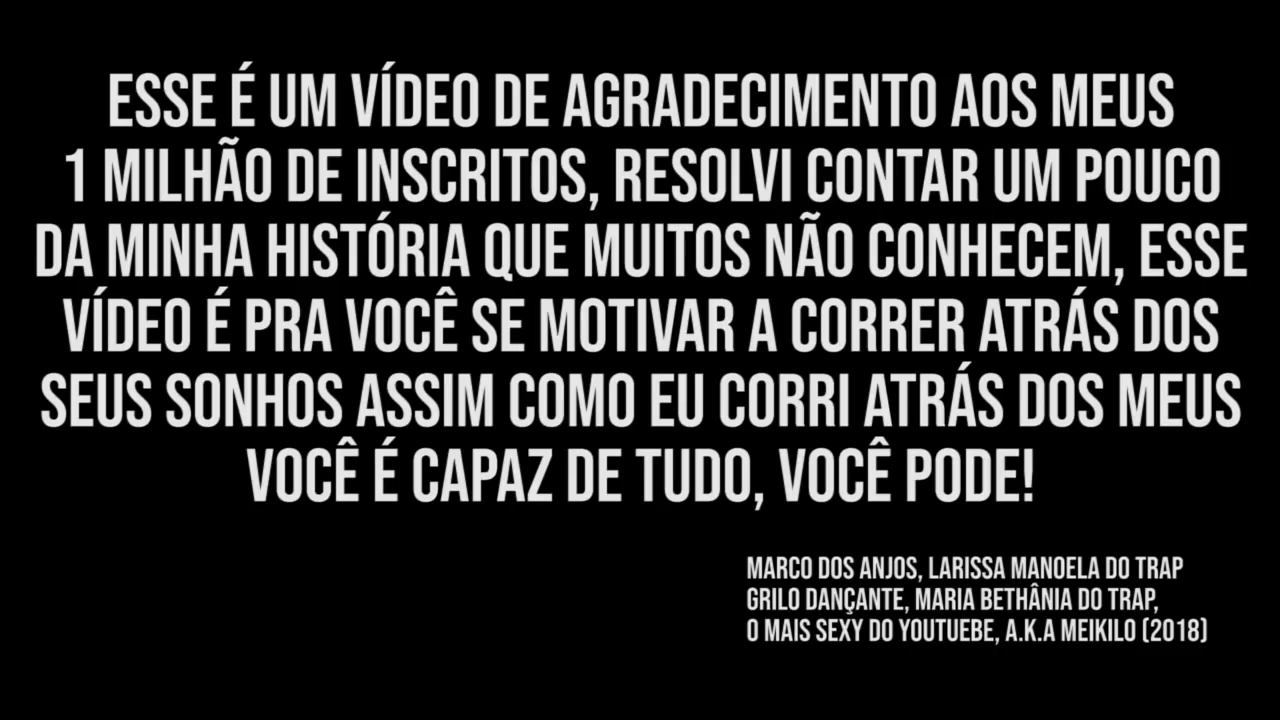 ESSE É UM VÍDEO DE AGRADECIMENTO AOS MEUS
1 MILHÃO DE INSCRITOS, RESOLVI CONTAR UM POUCO
DA MINHA HISTÓRIA QUE MUITOS NÃO CONHECEM, ESSE
VÍDEO É PRA VOCÊ SE MOTIVAR A CORRER ATRÁS DOS
SEUS SONHOS ASSIM COMO EU CORRI ATRÁS DOS MEUS
VOCÊ É CAPAZ DE TUDO, VOCÊ PODE!
MARCO DOS ANJOS, LARISSA MANOELA DO TRAP
GRILO DANÇANTE, MARIA BETHÂNIA DO TRAP,
O MAIS SEXY DO YOUTUEBE, A.K.A MEIKILO (2018)